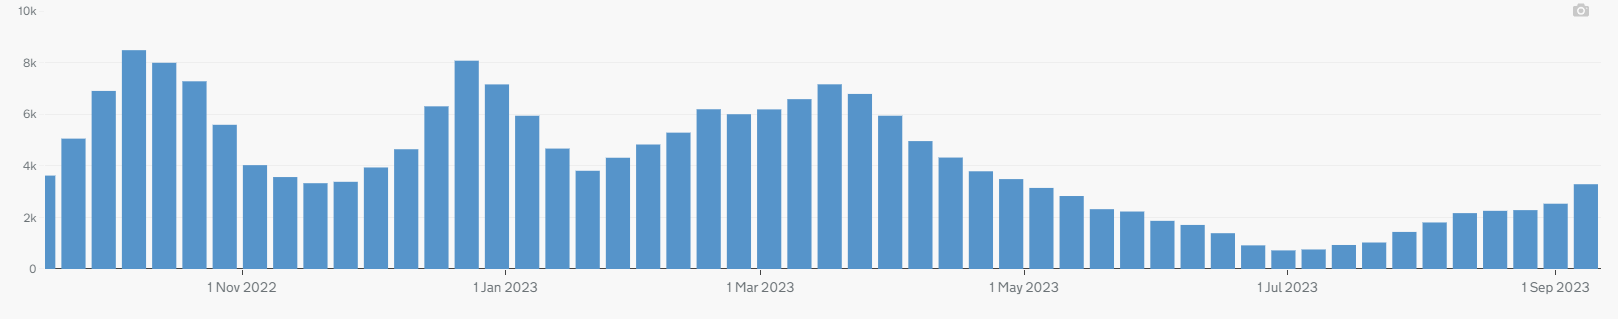 10k
8k
6k
4k
2k
0
1 Nov 2022
1 Jan 2023
1 Mar 2023
1 May 2023
1 Jul 2023
1 Sep 2023